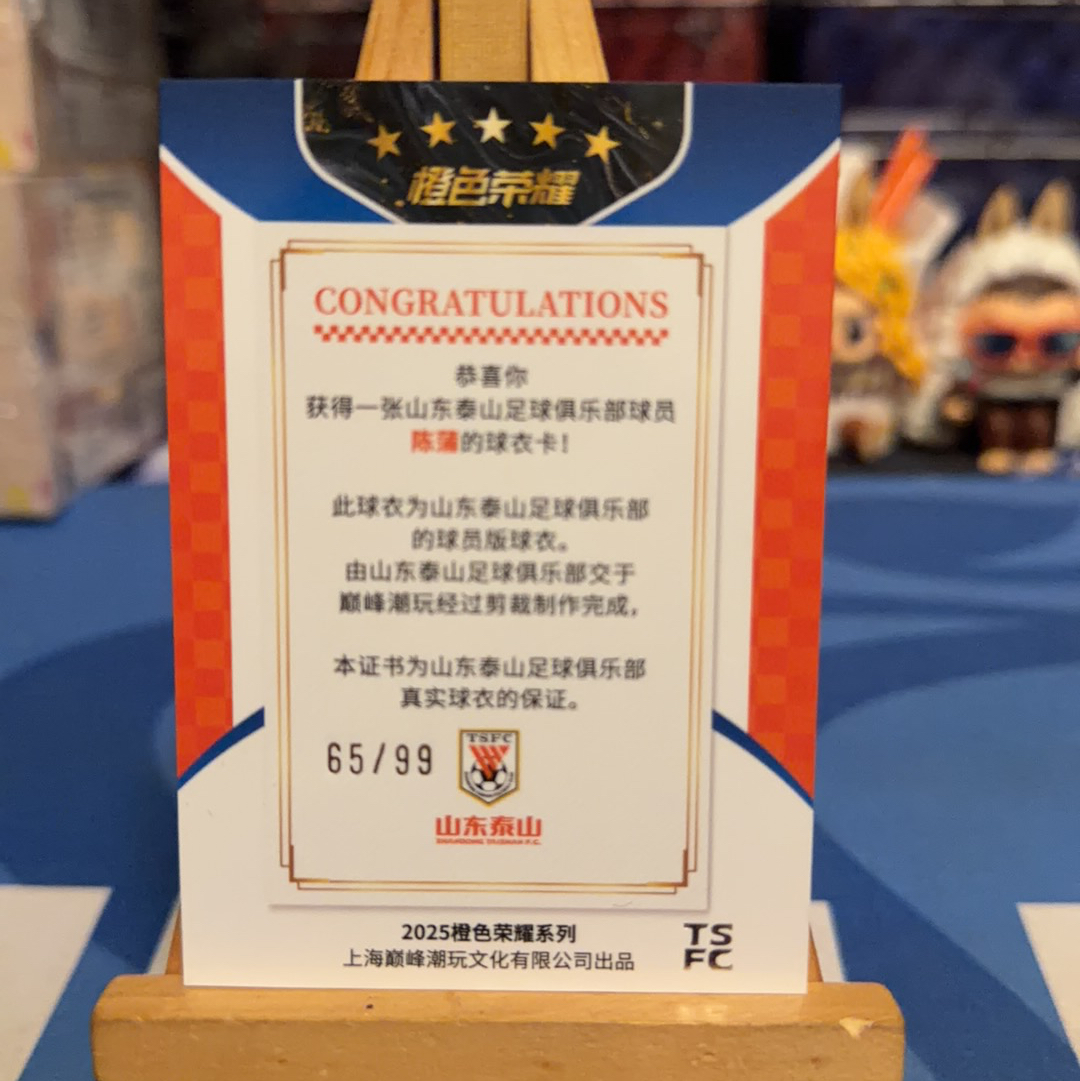 橙色荣耀
CONGRATULATIONS
恭喜你
获得一张山东泰山足球俱乐部球员
陈蒲的球衣卡！
此球衣为山东泰山足球俱乐部
的球员版球衣。
由山东泰山足球俱乐部交于
巅峰潮玩经过剪裁制作完成，
本证书为山东泰山足球俱乐部
真实球衣的保证。
65/99
TSFC
山东泰山
SHANDONG TAISHAN F.C.
2025橙色荣耀系列
上海巅峰潮玩文化有限公司出品
TS
FC